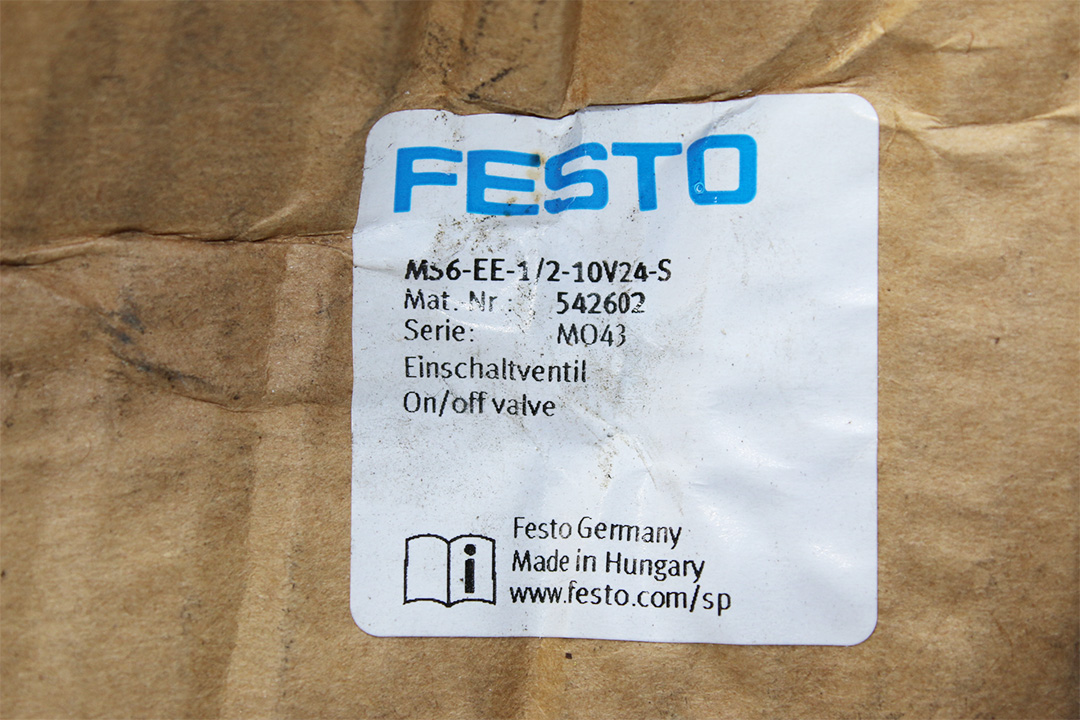 FESTO
MS6-EE-1/2-10V24-S
Mat.-Nr.: 542602
Serie: MO43
Einschaltventil
On/off valve
i
Festo Germany
Made in Hungary
www.festo.com/sp